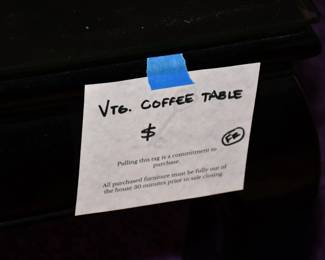 VTG. COFFEE TABLE
$
Pulling this tag is a commitment to
purchase.
All purchased furniture must be fully out of
the house 30 minutes prior to sale closing.